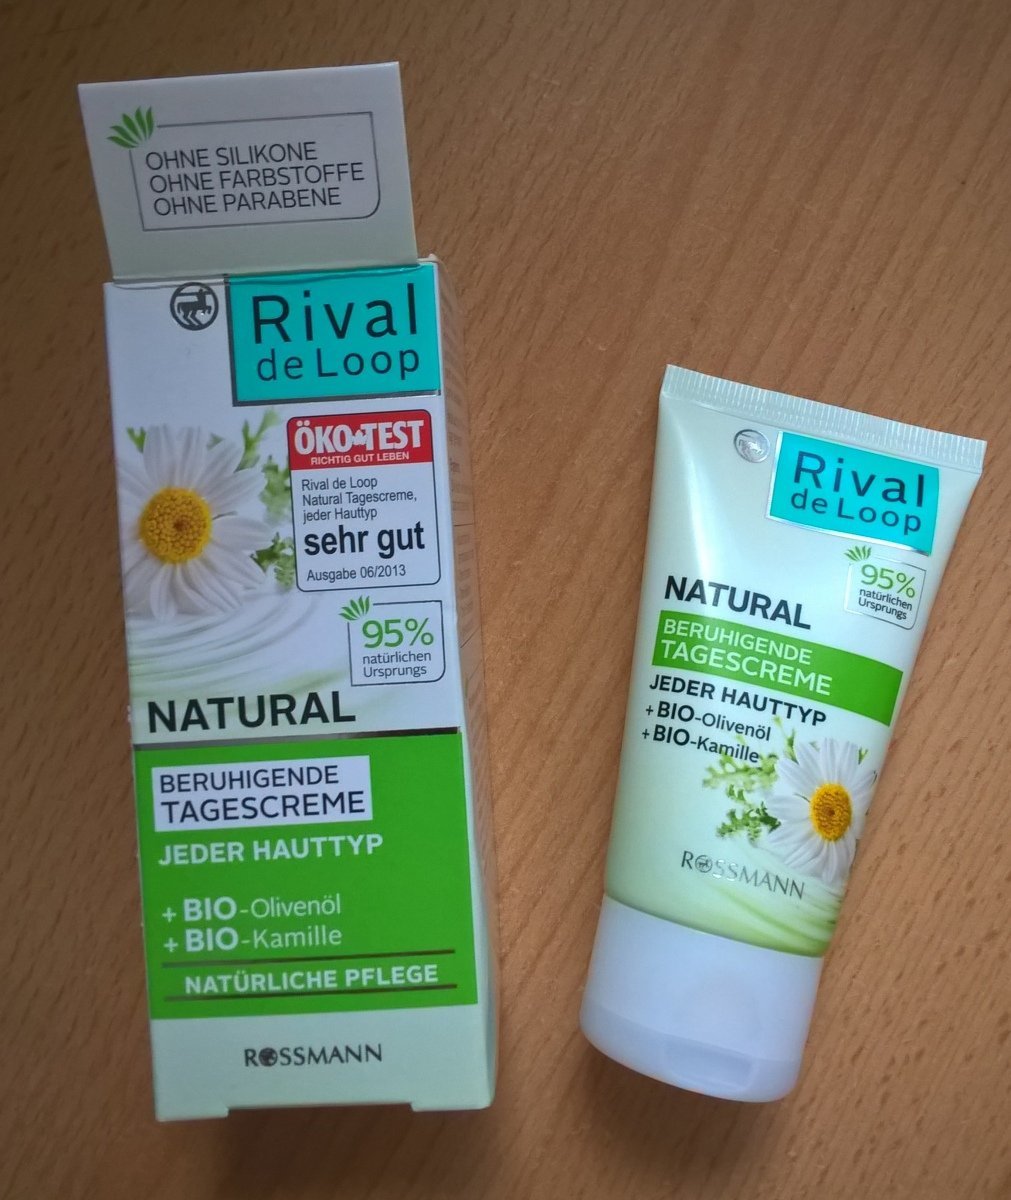 OHNE SILIKONE
OHNE FARBSTOFFE
OHNE PARABENE
Rival
de Loop
ÖKO-TEST
RICHTIG GUT LEBEN
Rival de Loop
Natural Tagescreme,
jeder Hauttyp
sehr gut
Ausgabe 06/2013
95%
natürlichen
Ursprungs
NATURAL
BERUHIGENDE
TAGESCREME
JEDER HAUTTYP
+ BIO-Olivenöl
+ BIO-Kamille
NATÜRLICHE PFLEGE
ROSSMANN
Rival
de Loop
95%
natürlichen
Ursprungs
NATURAL
BERUHIGENDE
TAGESCREME
JEDER HAUTTYP
+ BIO-Olivenöl
+ BIO-Kamille
ROSSMANN